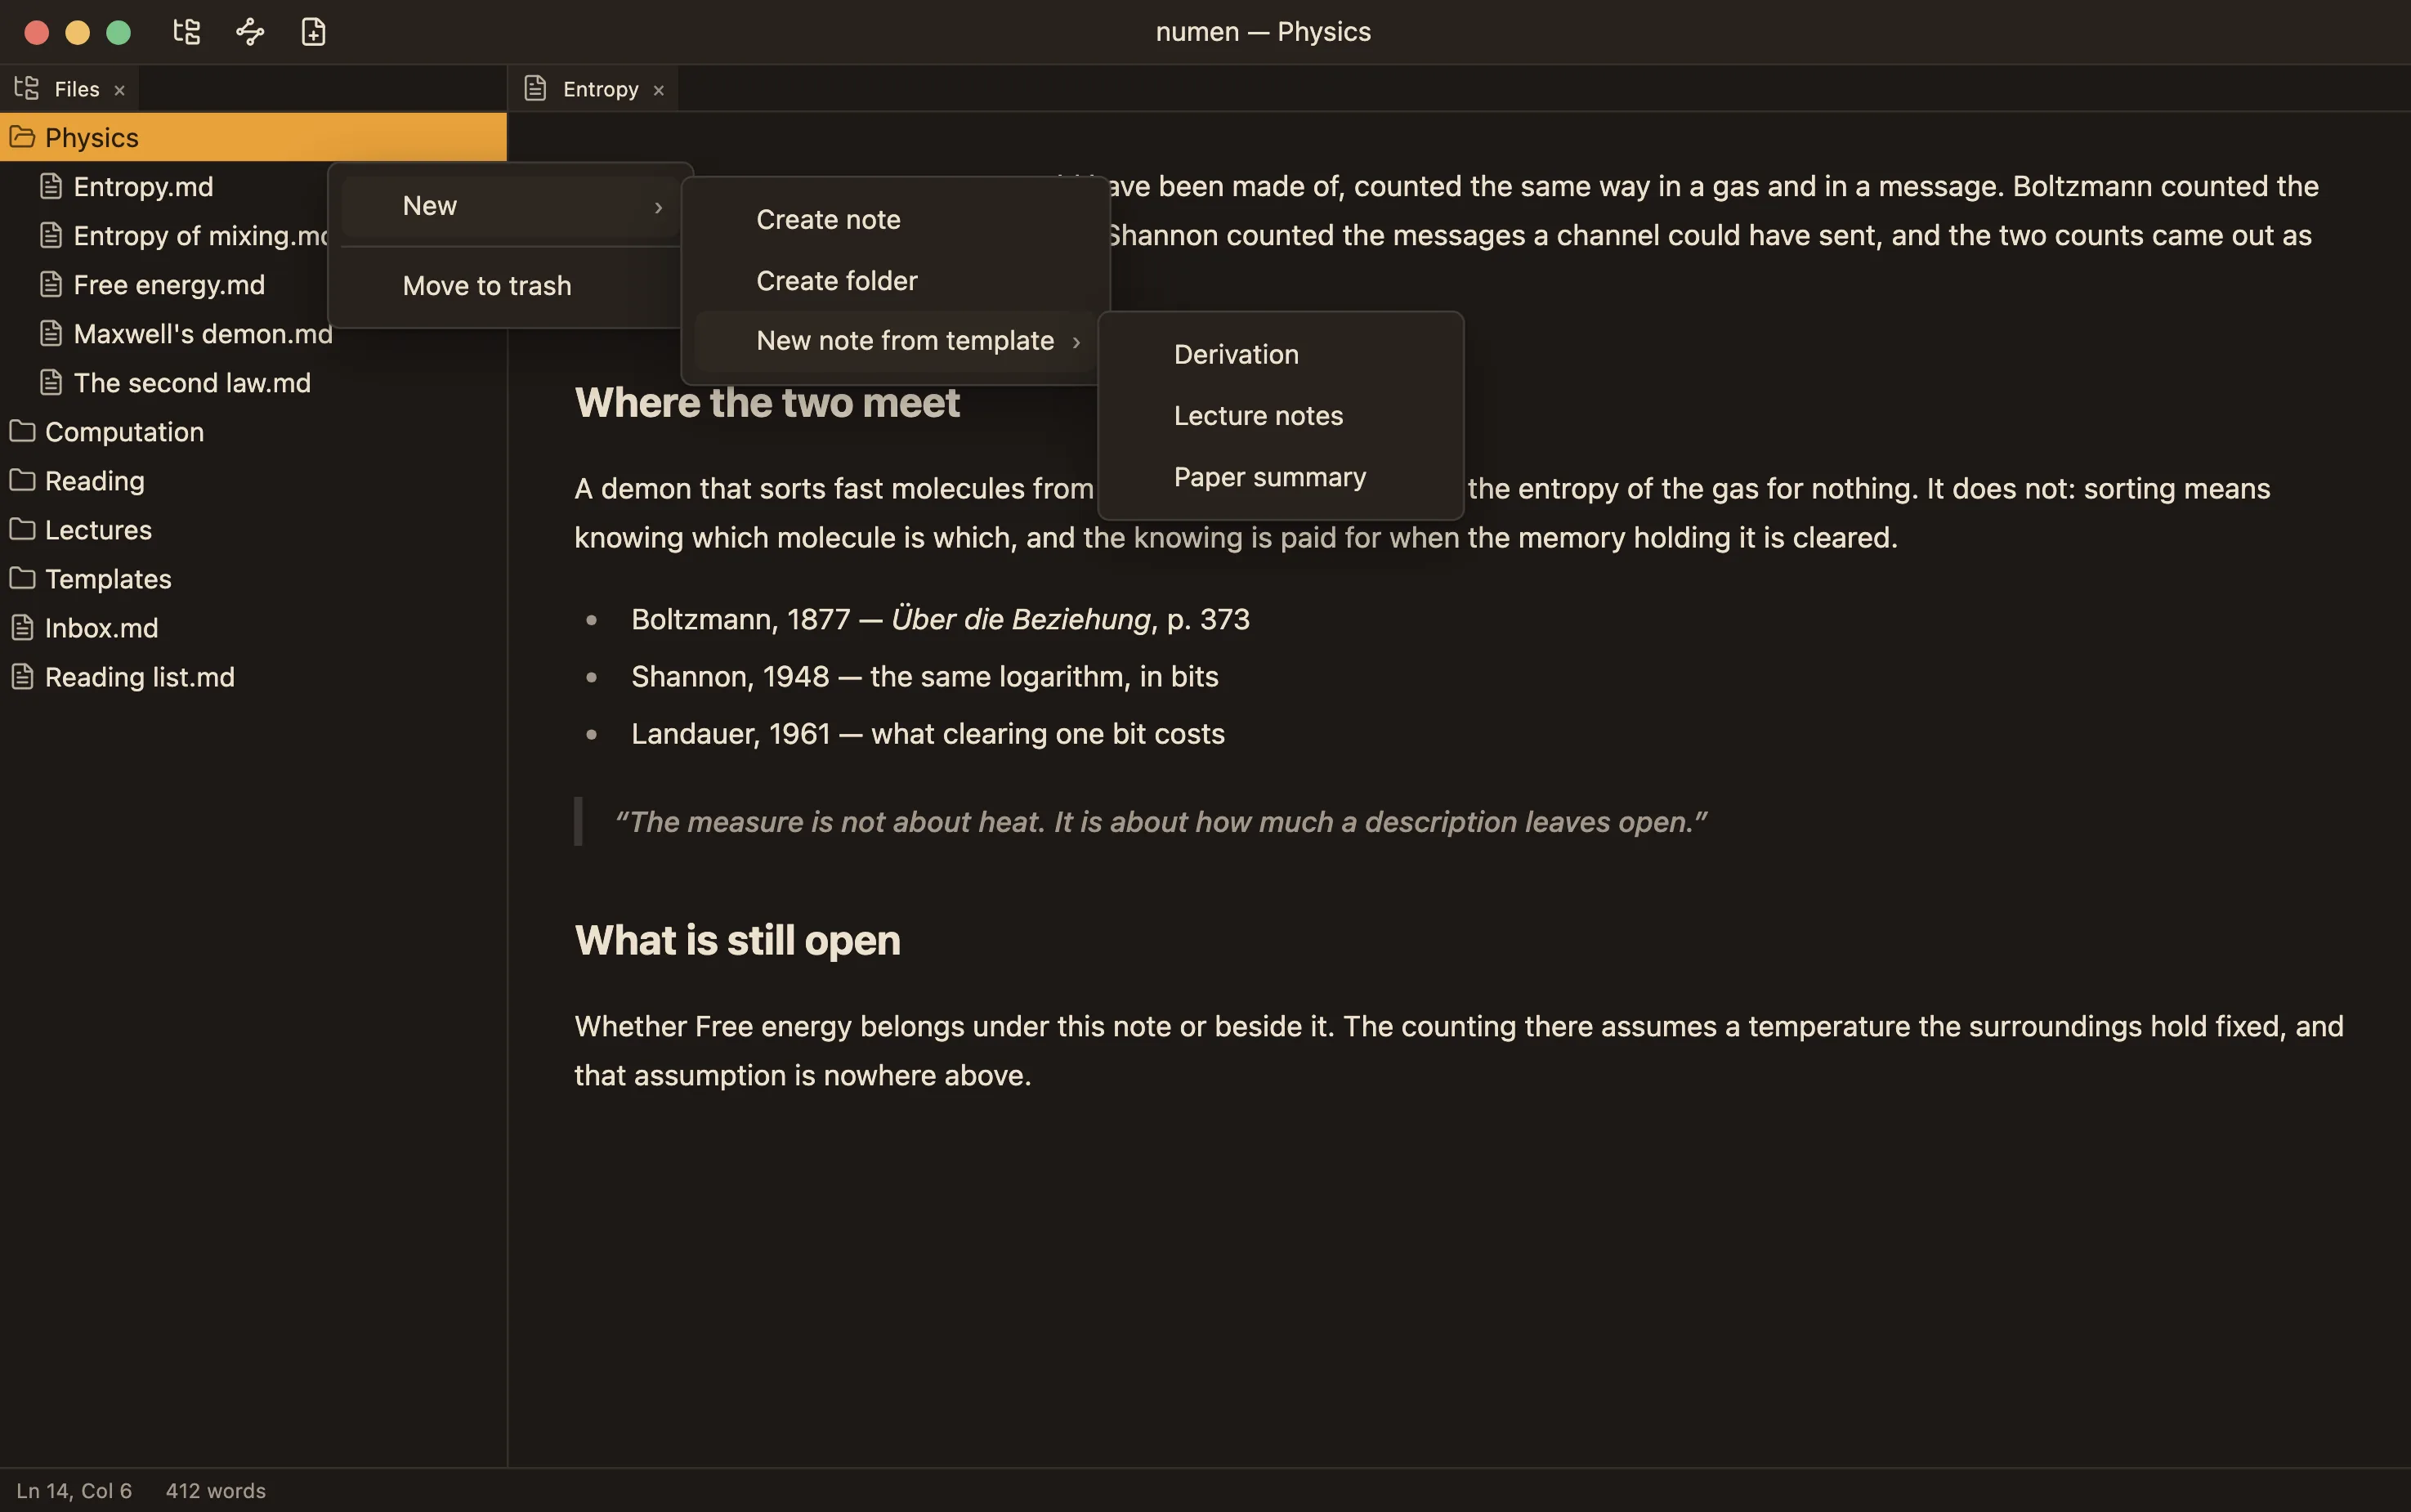 numen — Physics
Files
Entropy
Physics
Entropy.md
Entropy of mixing.md
Free energy.md
Maxwell's demon.md
The second law.md
Computation
Reading
Lectures
Templates
Inbox.md
Reading list.md
New
Move to trash
Create note
Create folder
New note from template
Derivation
Lecture notes
Paper summary
have been made of, counted the same way in a gas and in a message. Boltzmann counted the
Shannon counted the messages a channel could have sent, and the two counts came out as
Where the two meet
A demon that sorts fast molecules from the entropy of the gas for nothing. It does not: sorting means
knowing which molecule is which, and the knowing is paid for when the memory holding it is cleared.
Boltzmann, 1877 — Über die Beziehung, p. 373
Shannon, 1948 — the same logarithm, in bits
Landauer, 1961 — what clearing one bit costs
“The measure is not about heat. It is about how much a description leaves open.”
What is still open
Whether Free energy belongs under this note or beside it. The counting there assumes a temperature the surroundings hold fixed, and
that assumption is nowhere above.
Ln 14, Col 6
412 words